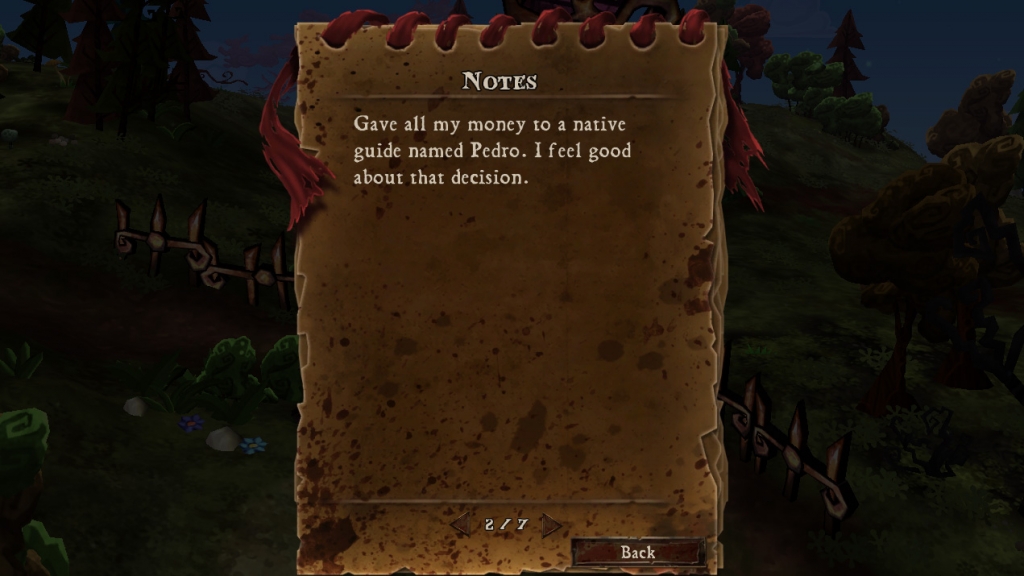 Notes
Gave all my money to a native
guide named Pedro. I feel good
about that decision.
2 / 7
Back